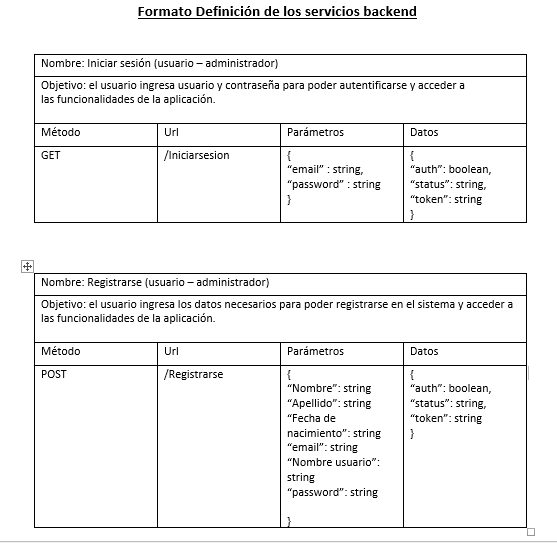 Formato Definición de los servicios backend
Nombre: Iniciar sesión (usuario – administrador)
Objetivo: el usuario ingresa usuario y contraseña para poder autentificarse y acceder a
las funcionalidades de la aplicación.
Método Url Parámetros Datos
GET /Iniciarsesion { {
“email” : string, “auth”: boolean,
“password” : string “status”: string,
} “token”: string
}
Nombre: Registrarse (usuario – administrador)
Objetivo: el usuario ingresa los datos necesarios para poder registrarse en el sistema y acceder a
las funcionalidades de la aplicación.
Método Url Parámetros Datos
POST /Registrarse { {
“Nombre”: string “auth”: boolean,
“Apellido”: string “status”: string,
“Fecha de “token”: string
nacimiento”: string }
“email”: string
“Nombre usuario”:
string
“password”: string
}